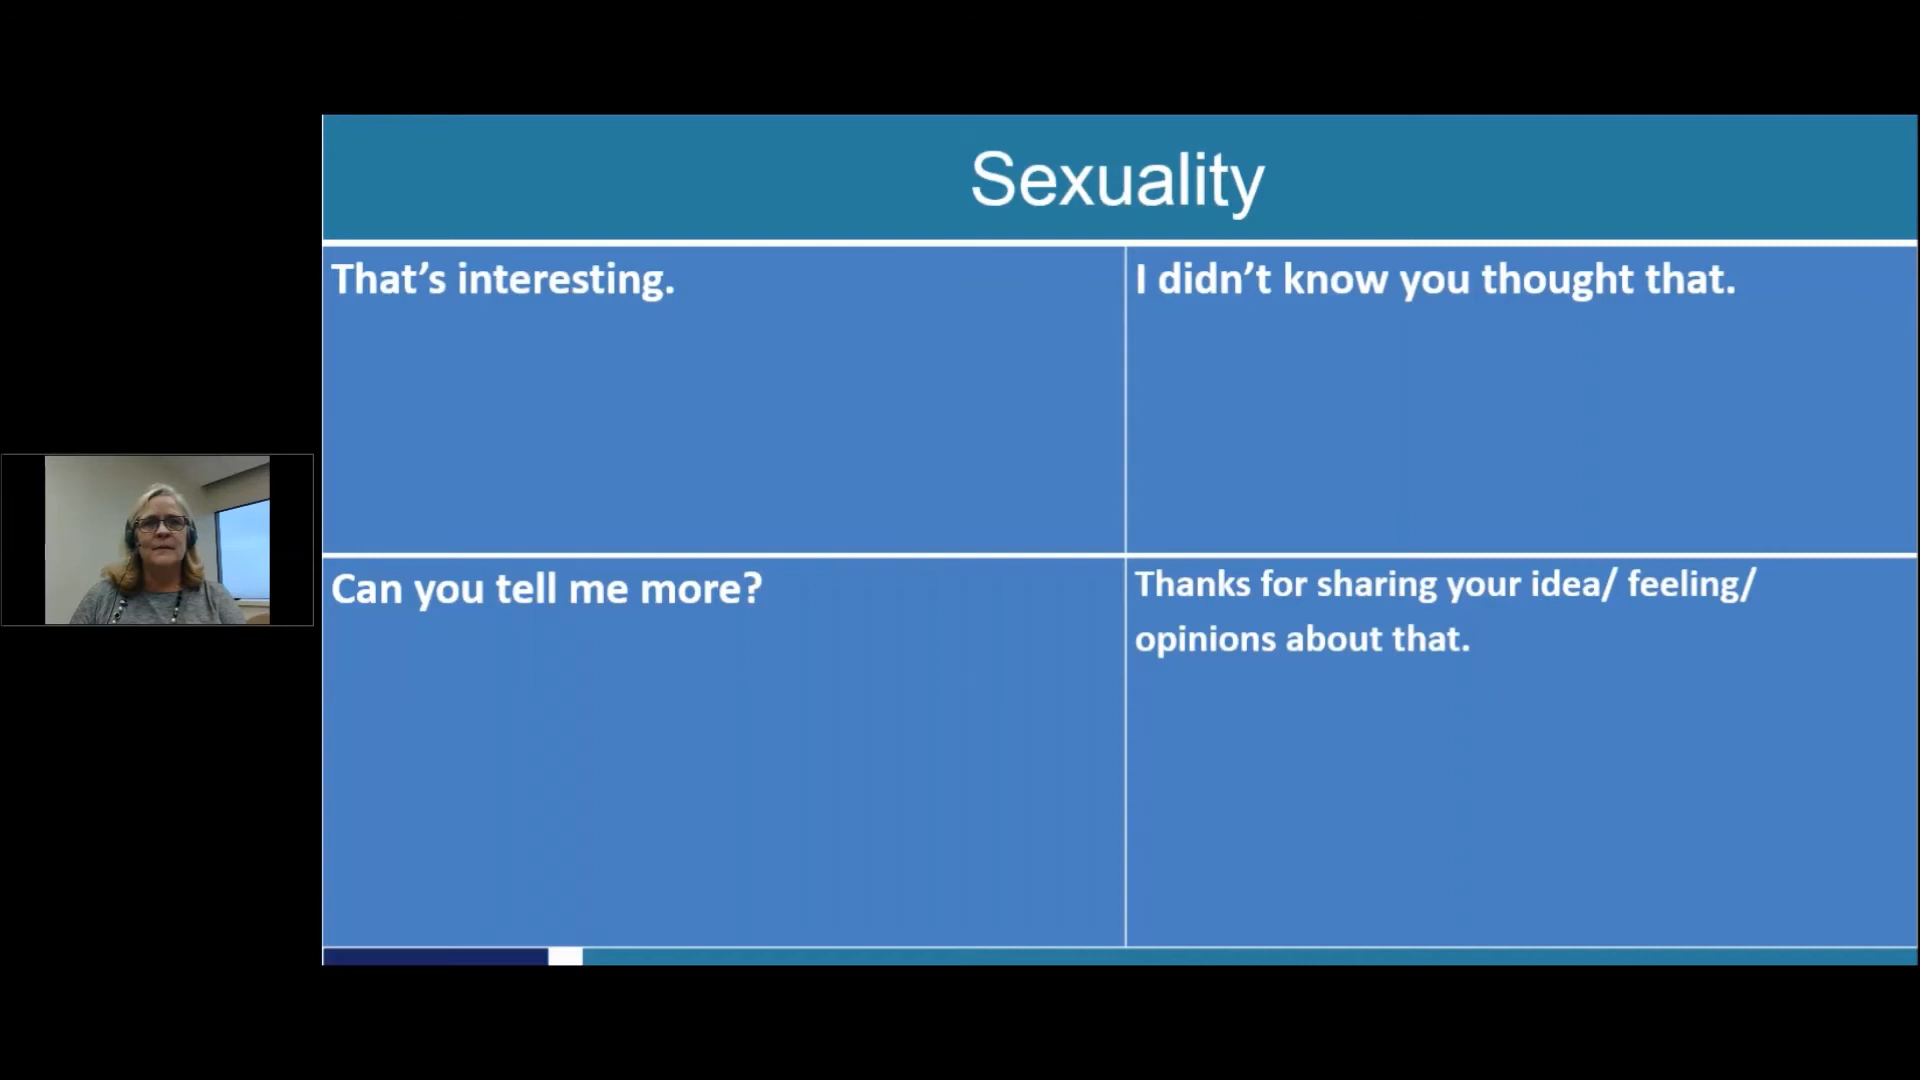 Sexuality
That’s interesting.
I didn’t know you thought that.
Can you tell me more?
Thanks for sharing your idea/ feeling/
opinions about that.